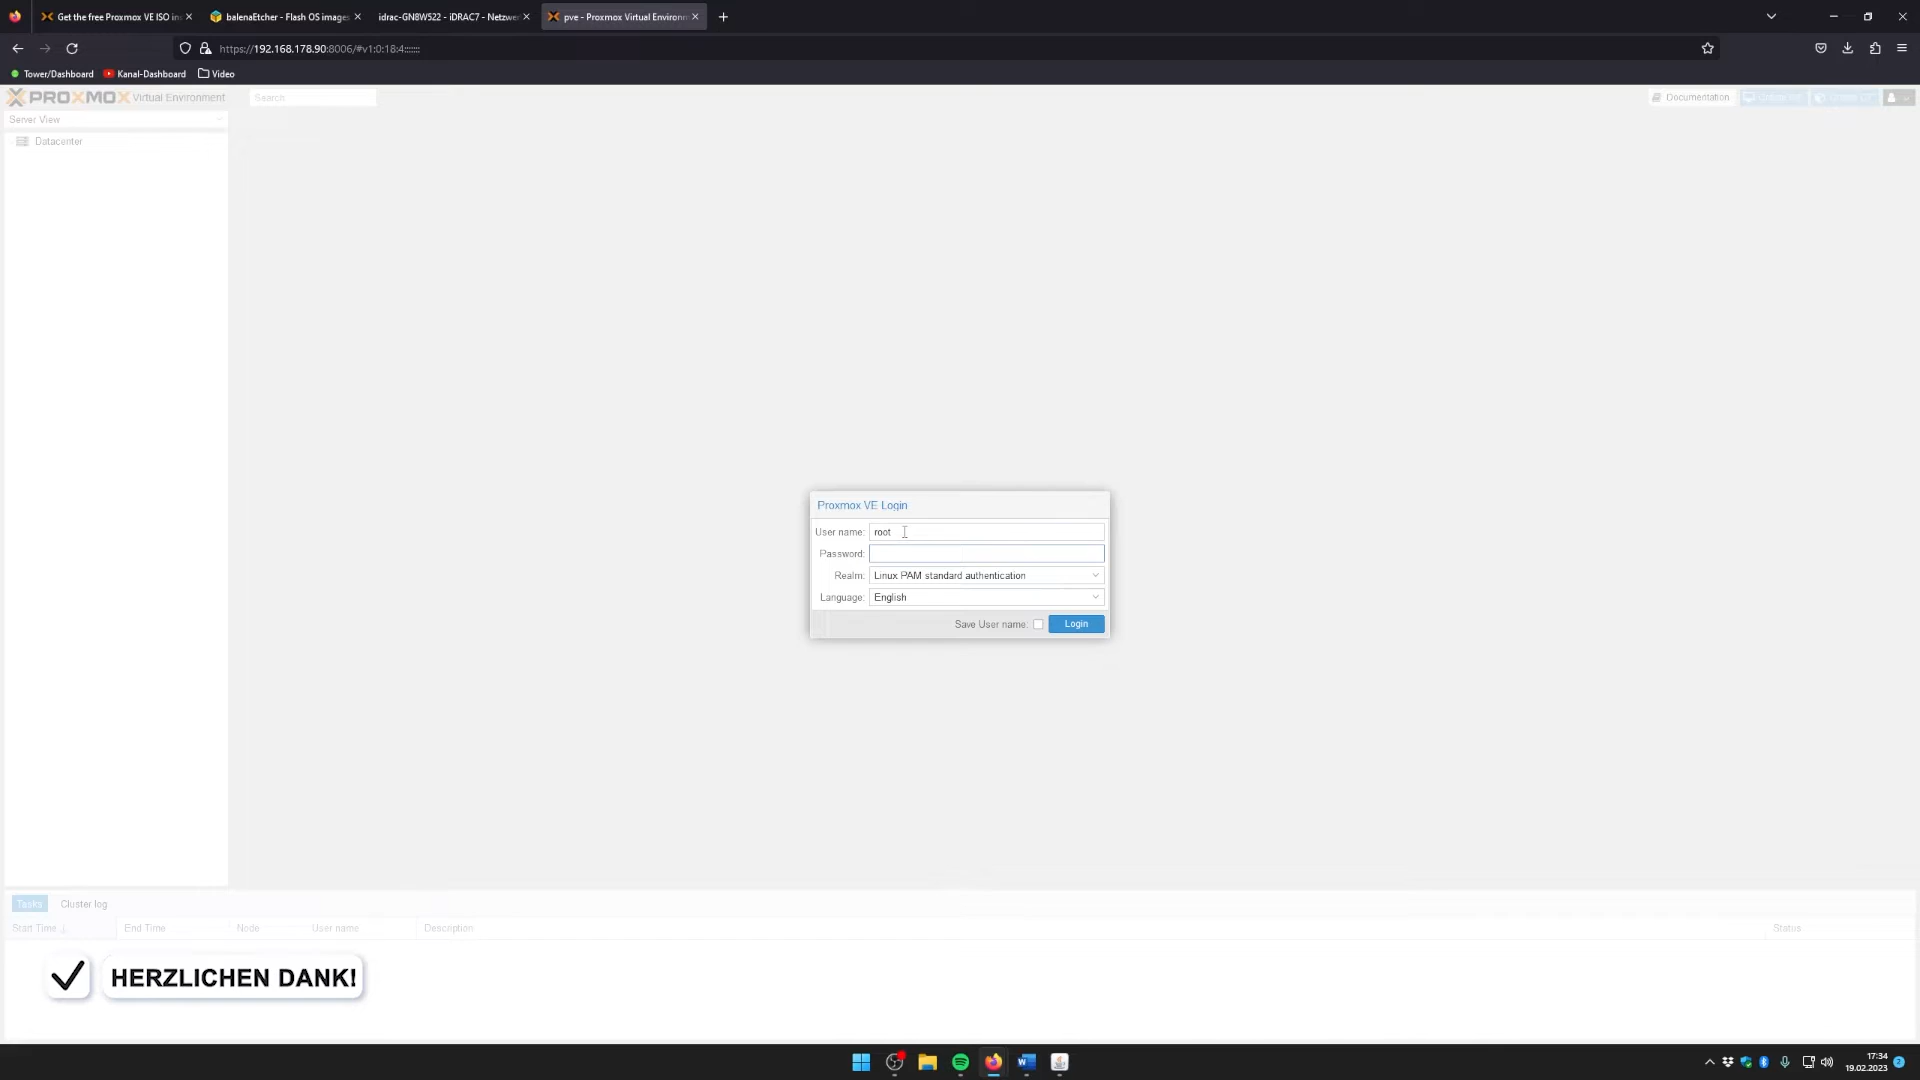 Get the free Proxmox VE ISO in
balenaEtcher - Flash OS images
idrac-GN8W522 - iDRAC7 - Netzwe
pve - Proxmox Virtual Environm
https://192.168.178.90:8006/#v1:0:18:4:::::::
Tower/Dashboard
Kanal-Dashboard
Video
PROXMOX Virtual Environment
Search
Documentation
Server View
Datacenter
Proxmox VE Login
User name: root
Password:
Realm: Linux PAM standard authentication
Language: English
Save User name:
Login
Tasks
Cluster log
Start Time
End Time
Node
User name
Description
Status
HERZLICHEN DANK!
17:34
19.02.2023
2